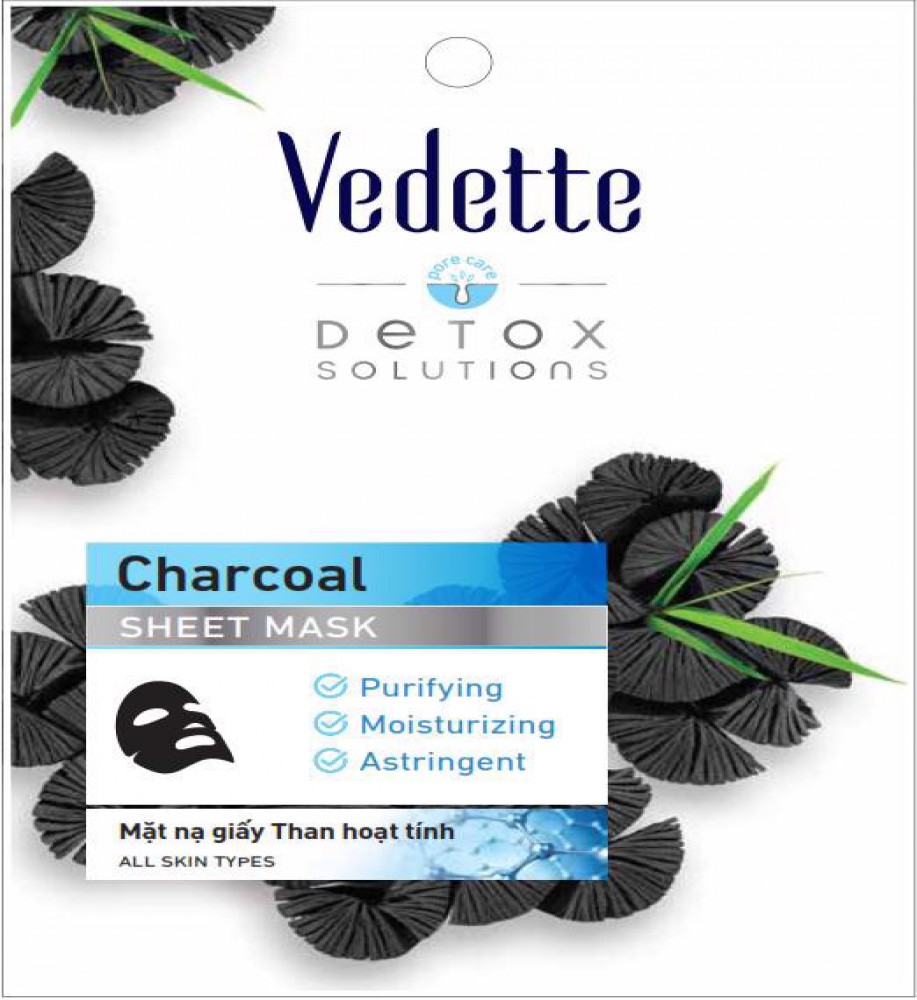 Vedette
pore care
DeTOX
SOLUTIOnS
Charcoal
SHEET MASK
Purifying
Moisturizing
Astringent
Mặt nạ giấy Than hoạt tính
ALL SKIN TYPES